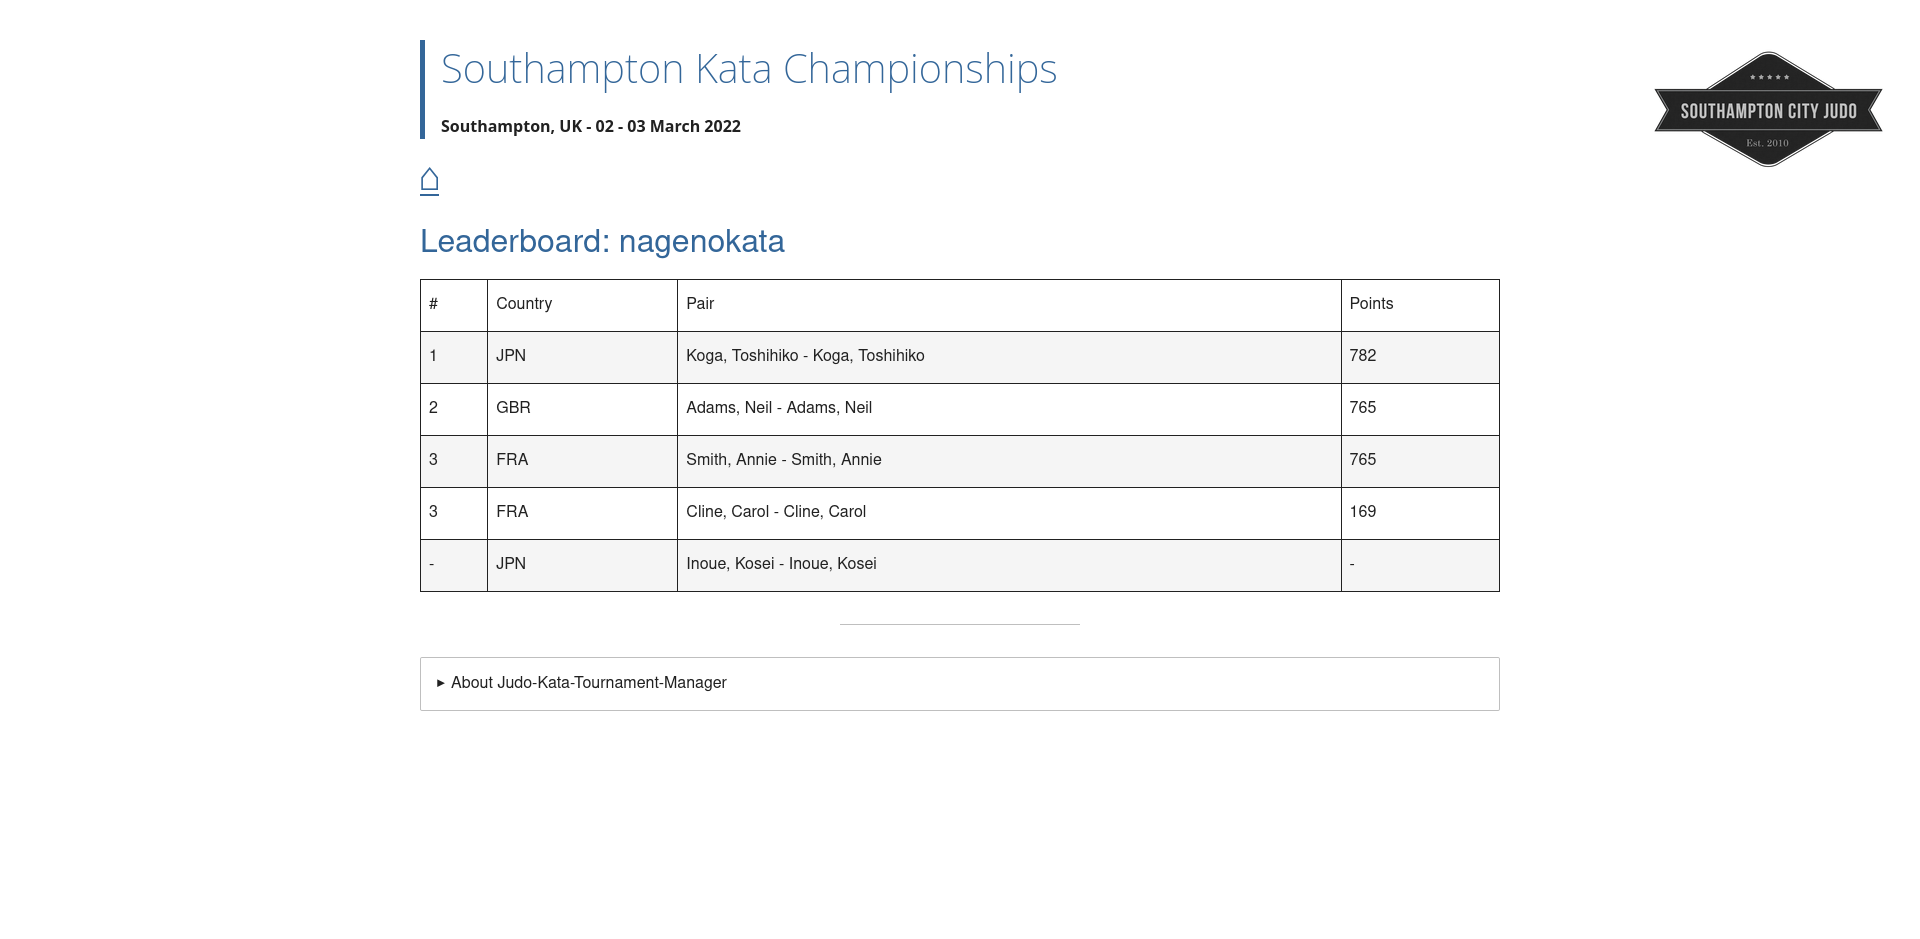 Southampton Kata Championships
Southampton, UK - 02 - 03 March 2022
★★★★★
SOUTHAMPTON CITY JUDO
Est. 2010
Leaderboard: nagenokata
# Country Pair Points
1 JPN Koga, Toshihiko - Koga, Toshihiko 782
2 GBR Adams, Neil - Adams, Neil 765
3 FRA Smith, Annie - Smith, Annie 765
3 FRA Cline, Carol - Cline, Carol 169
- JPN Inoue, Kosei - Inoue, Kosei -
▸ About Judo-Kata-Tournament-Manager